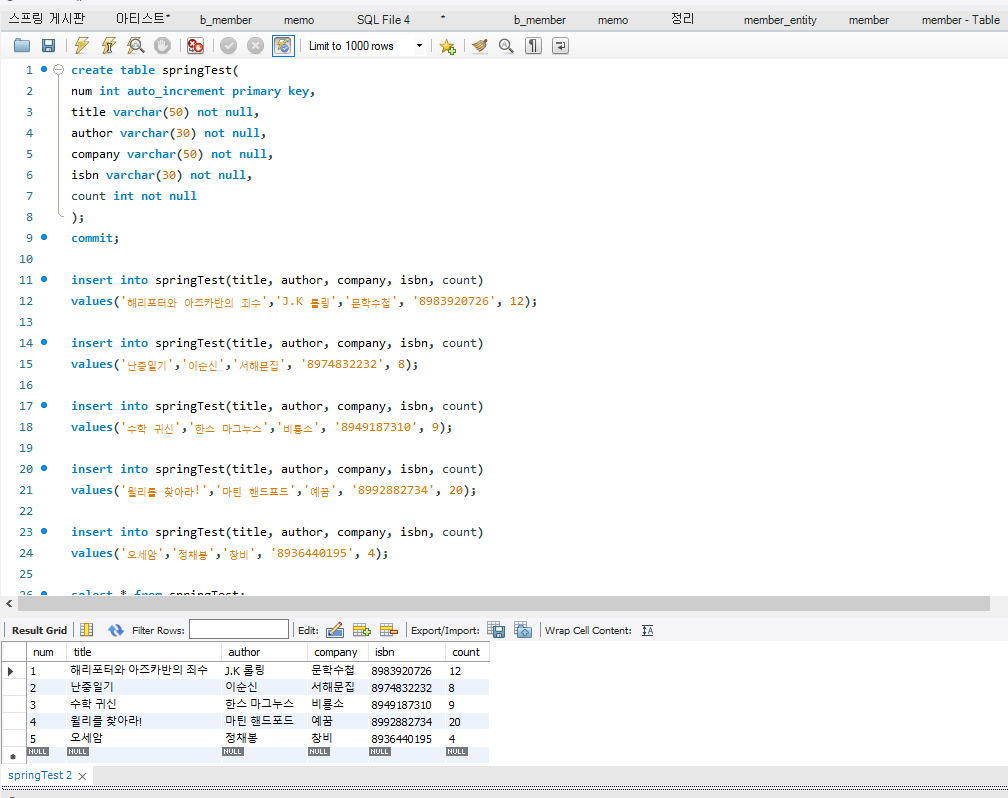 스프링 게시판 아티스트* b_member memo SQL File 4 * b_member memo 정리 member_entity member member - Table
Limit to 1000 rows
1 create table springTest(
2 num int auto_increment primary key,
3 title varchar(50) not null,
4 author varchar(30) not null,
5 company varchar(50) not null,
6 isbn varchar(30) not null,
7 count int not null
8 );
9 commit;
10
11 insert into springTest(title, author, company, isbn, count)
12 values('해리포터와 아즈카반의 죄수','J.K 롤링','문학수첩', '8983920726', 12);
13
14 insert into springTest(title, author, company, isbn, count)
15 values('난중일기','이순신','서해문집', '8974832232', 8);
16
17 insert into springTest(title, author, company, isbn, count)
18 values('수학 귀신','한스 마그누스','비룡소', '8949187310', 9);
19
20 insert into springTest(title, author, company, isbn, count)
21 values('윌리를 찾아라!','마틴 핸드포드','예꿈', '8992882734', 20);
22
23 insert into springTest(title, author, company, isbn, count)
24 values('오세암','정채봉','창비', '8936440195', 4);
25
26 select * from springTest;
Result Grid Filter Rows: Edit: Export/Import: Wrap Cell Content:
num title author company isbn count
1 해리포터와 아즈카반의 죄수 J.K 롤링 문학수첩 8983920726 12
2 난중일기 이순신 서해문집 8974832232 8
3 수학 귀신 한스 마그누스 비룡소 8949187310 9
4 윌리를 찾아라! 마틴 핸드포드 예꿈 8992882734 20
5 오세암 정채봉 창비 8936440195 4
NULL NULL NULL NULL NULL NULL
springTest 2